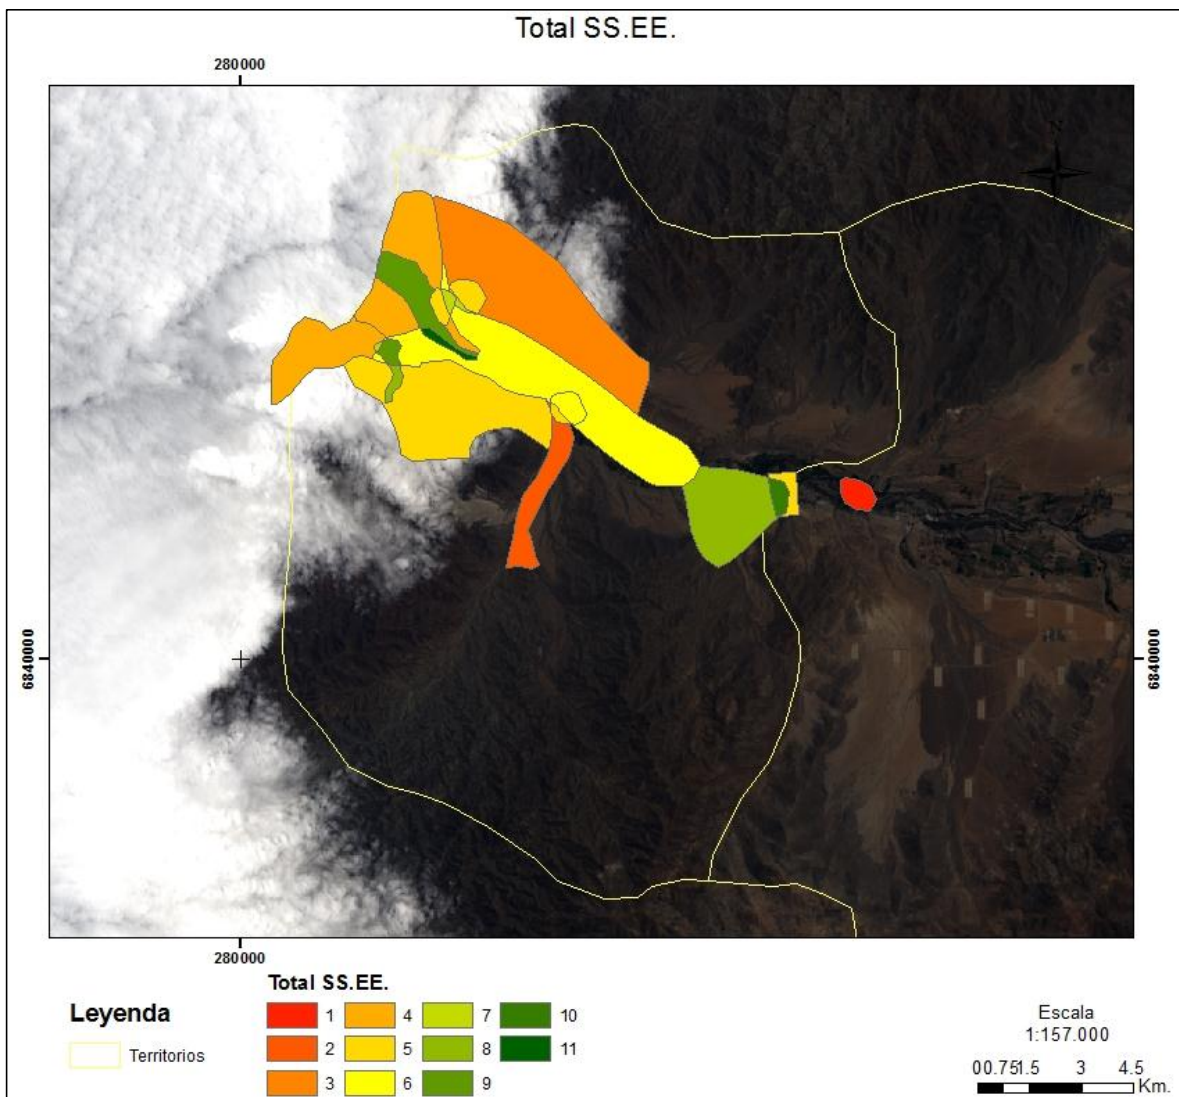 Total SS.EE.
280000
N
6840000
6840000
280000
Total SS.EE.
Leyenda
Territorios
1 4 7 10
2 5 8 11
3 6 9
Escala
1:157.000
00.751.5 3 4.5
Km.